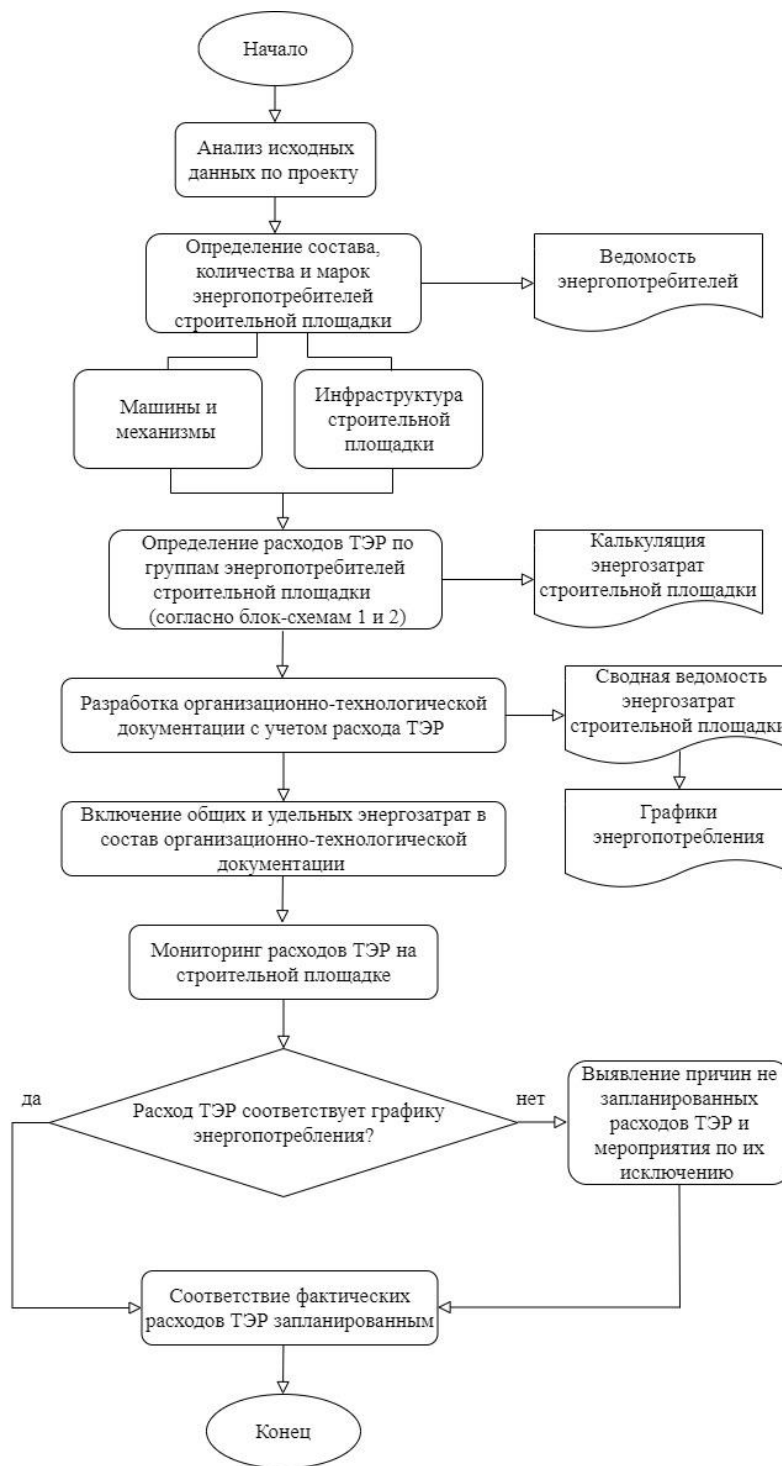 Начало
Анализ исходных
данных по проекту
Определение состава,
количества и марок
энергопотребителей
строительной площадки
Ведомость
энергопотребителей
Машины и
механизмы
Инфраструктура
строительной
площадки
Определение расходов ТЭР по
группам энергопотребителей
строительной площадки
(согласно блок-схемам 1 и 2)
Калькуляция
энергозатрат
строительной площадки
Разработка организационно-технологической
документации с учетом расхода ТЭР
Сводная ведомость
энергозатрат
строительной площадки
Включение общих и удельных энергозатрат в
состав организационно-технологической
документации
Графики
энергопотребления
Мониторинг расходов ТЭР на
строительной площадке
да
Расход ТЭР соответствует графику
энергопотребления?
нет
Выявление причин не
запланированных
расходов ТЭР и
мероприятия по их
исключению
Соответствие фактических
расходов ТЭР запланированным
Конец